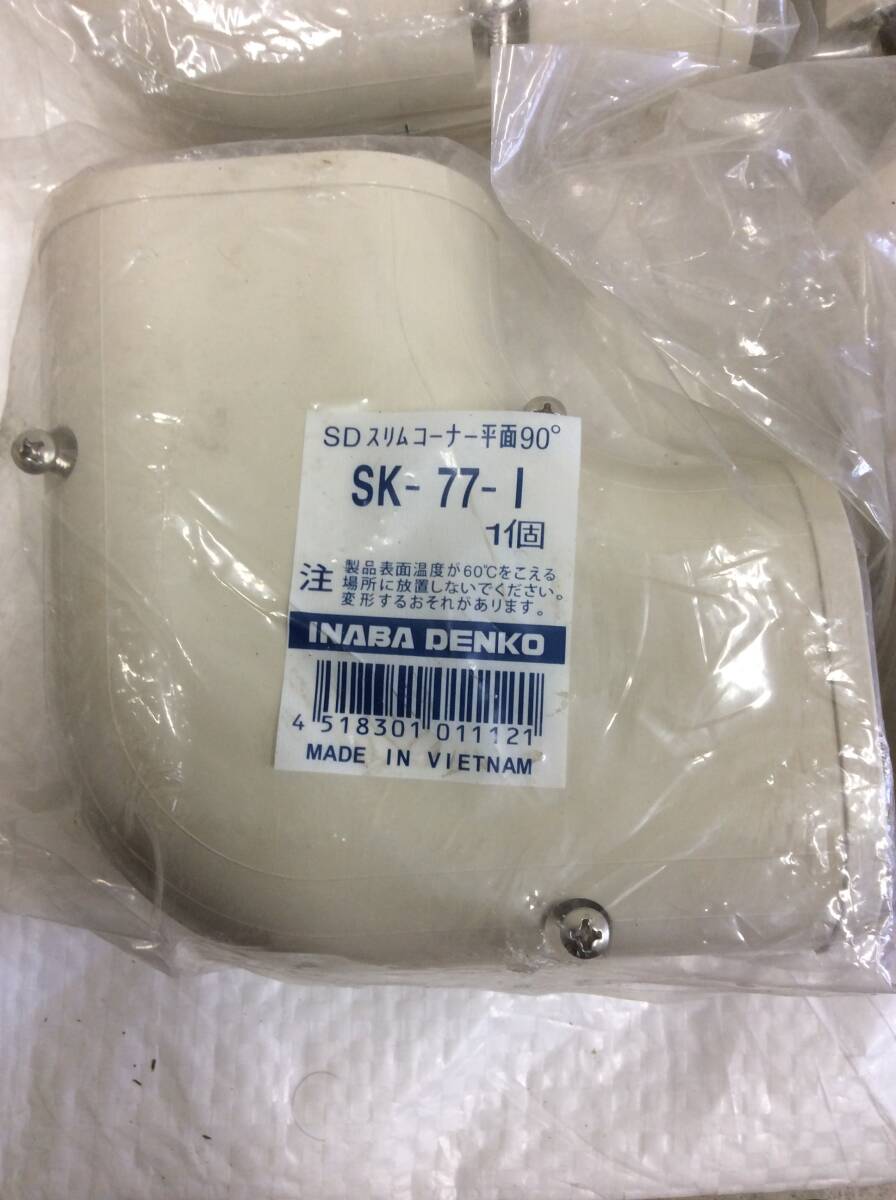 SDスリムコーナー平面90°
SK-77-I
1個
注 製品表面温度が60℃をこえる
場所に放置しないでください。
変形するおそれがあります。
INABA DENKO
4 518301 011121
MADE IN VIETNAM